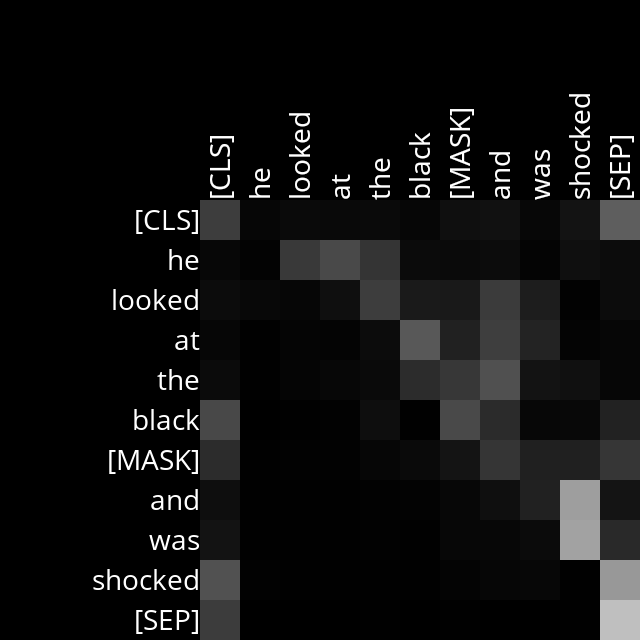 [CLS] he looked at the black [MASK] and was shocked [SEP]
[CLS]
he
looked
at
the
black
[MASK]
and
was
shocked
[SEP]